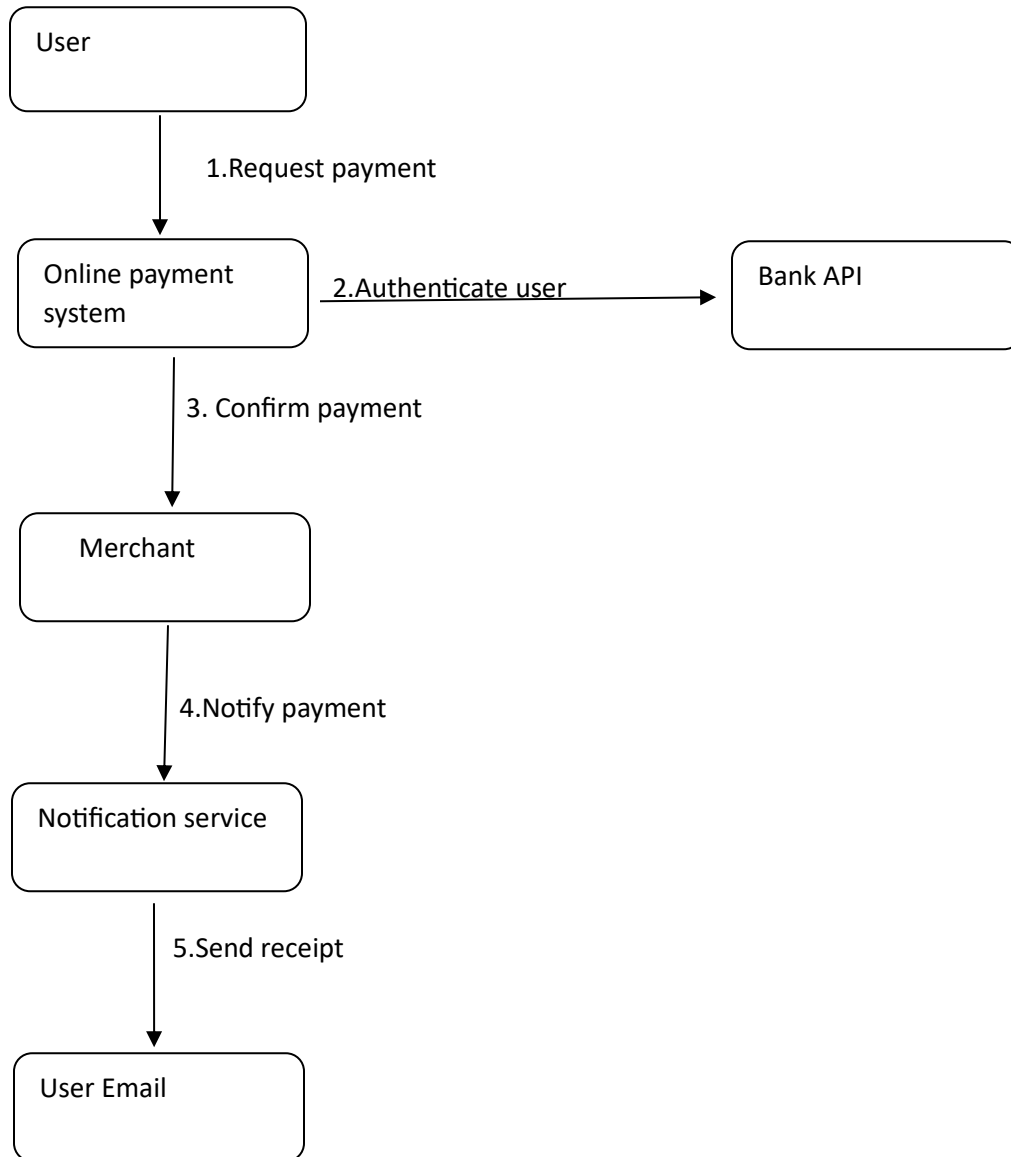 User
1.Request payment
Online payment
system
2.Authenticate user
Bank API
3. Confirm payment
Merchant
4.Notify payment
Notification service
5.Send receipt
User Email